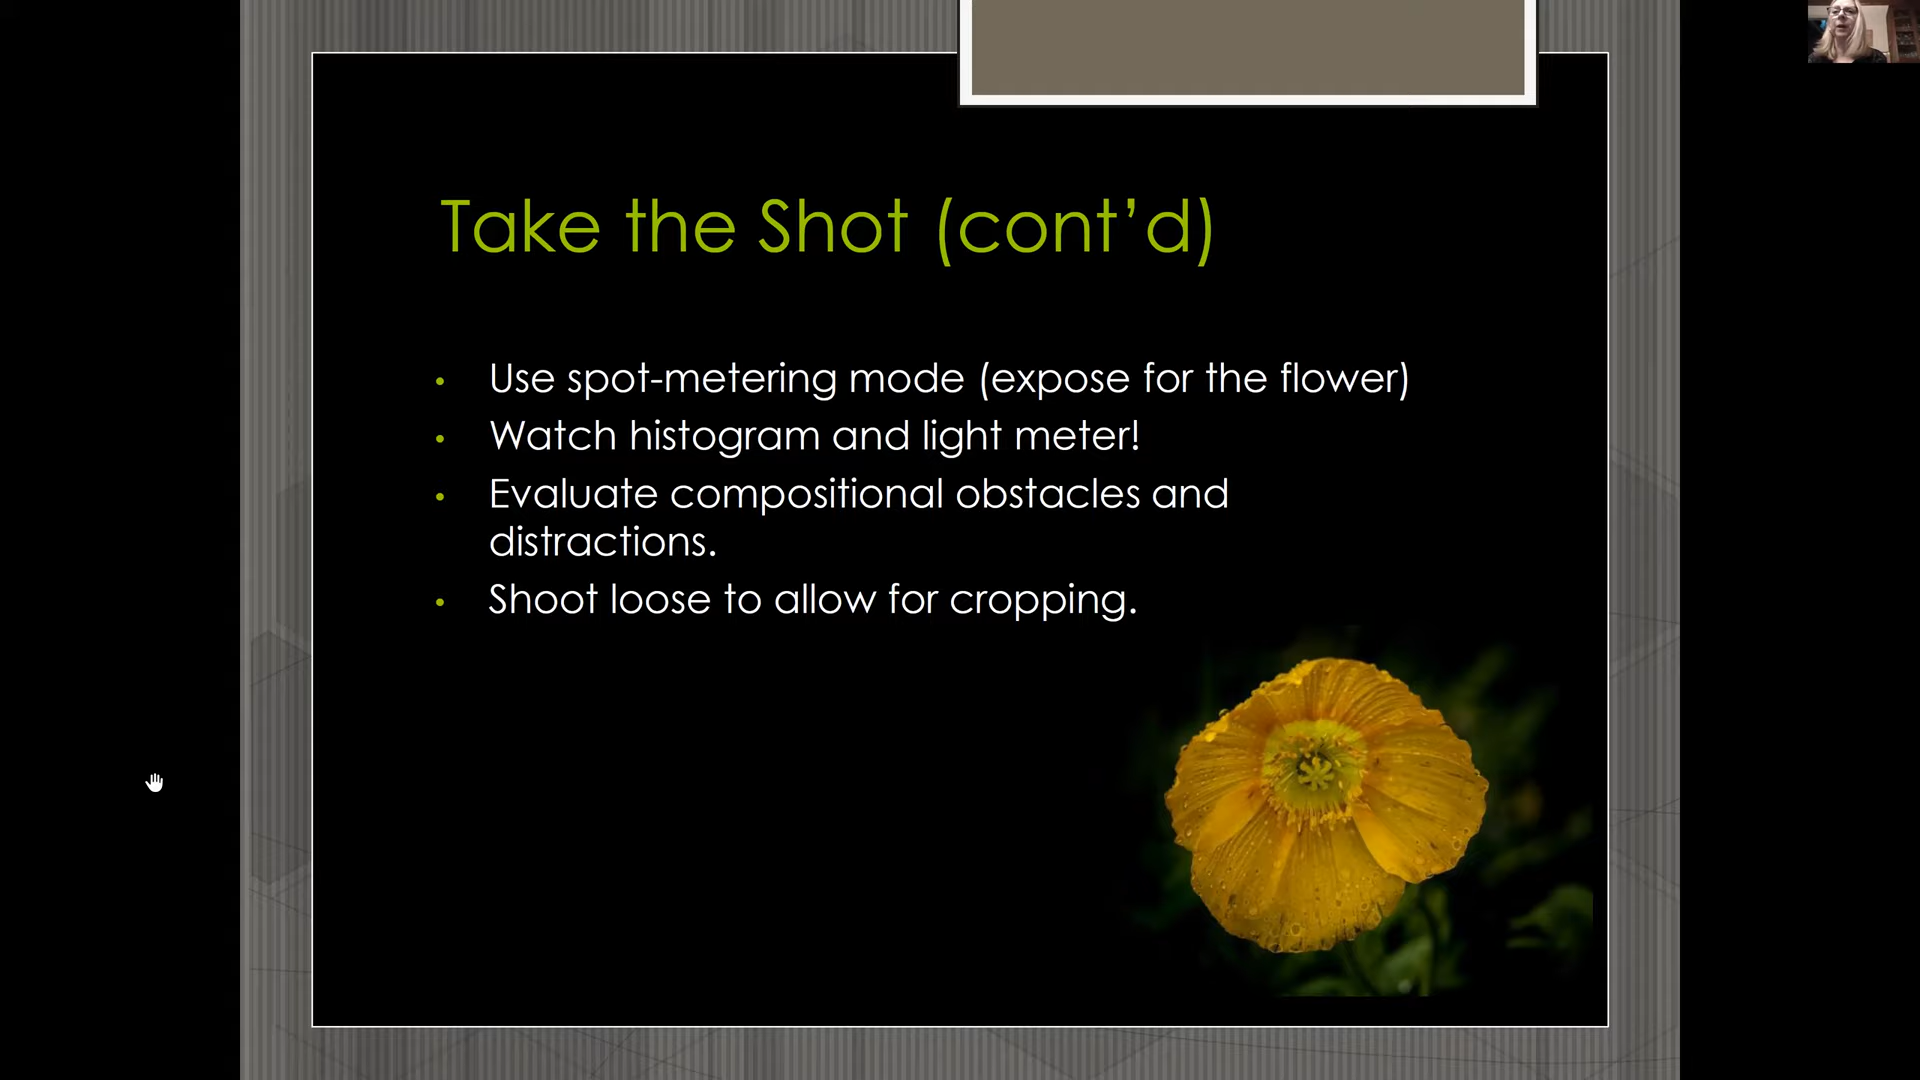 Take the Shot (cont’d)
• Use spot-metering mode (expose for the flower)
• Watch histogram and light meter!
• Evaluate compositional obstacles and
distractions.
• Shoot loose to allow for cropping.